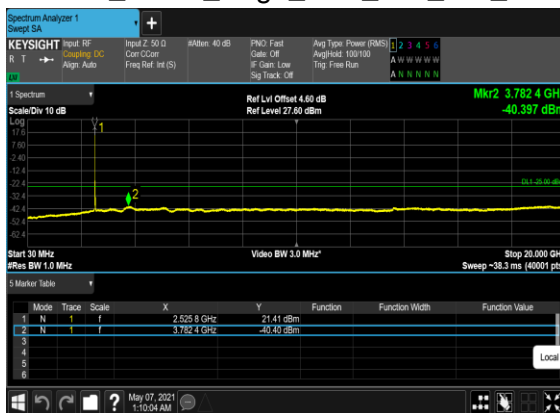 Spectrum Analyzer 1
Swept SA
+
KEYSIGHT
R T
Input: RF
Coupling: DC
Align: Auto
Input Z: 50 Ω
Corr CCorr
Freq Ref: Int (S)
#Atten: 40 dB
PNO: Fast
Gate: Off
IF Gain: Low
Sig Track: Off
Avg Type: Power (RMS)
Avg|Hold: 100/100
Trig: Free Run
1 2 3 4 5 6
A W W W W W
A N N N N N
1 Spectrum
Scale/Div 10 dB
Ref Lvl Offset 4.60 dB
Ref Level 27.60 dBm
Mkr2 3.782 4 GH
-40.397 dBm
Log
17.6
7.60
-2.40
-12.4
-22.4
-32.4
-42.4
-52.4
-62.4
1
2
DL1 -25.00 dB
Start 30 MHz
#Res BW 1.0 MHz
Video BW 3.0 MHz*
Stop 20.000 GH
Sweep ~38.3 ms (40001 pts
5 Marker Table
Mode Trace Scale X Y Function Function Width Function Value
1 N 1 f 2.525 8 GHz 21.41 dBm
2 N 1 f 3.782 4 GHz -40.40 dBm
3
4
5
6
Local
?
May 07, 2021
1:10:04 AM